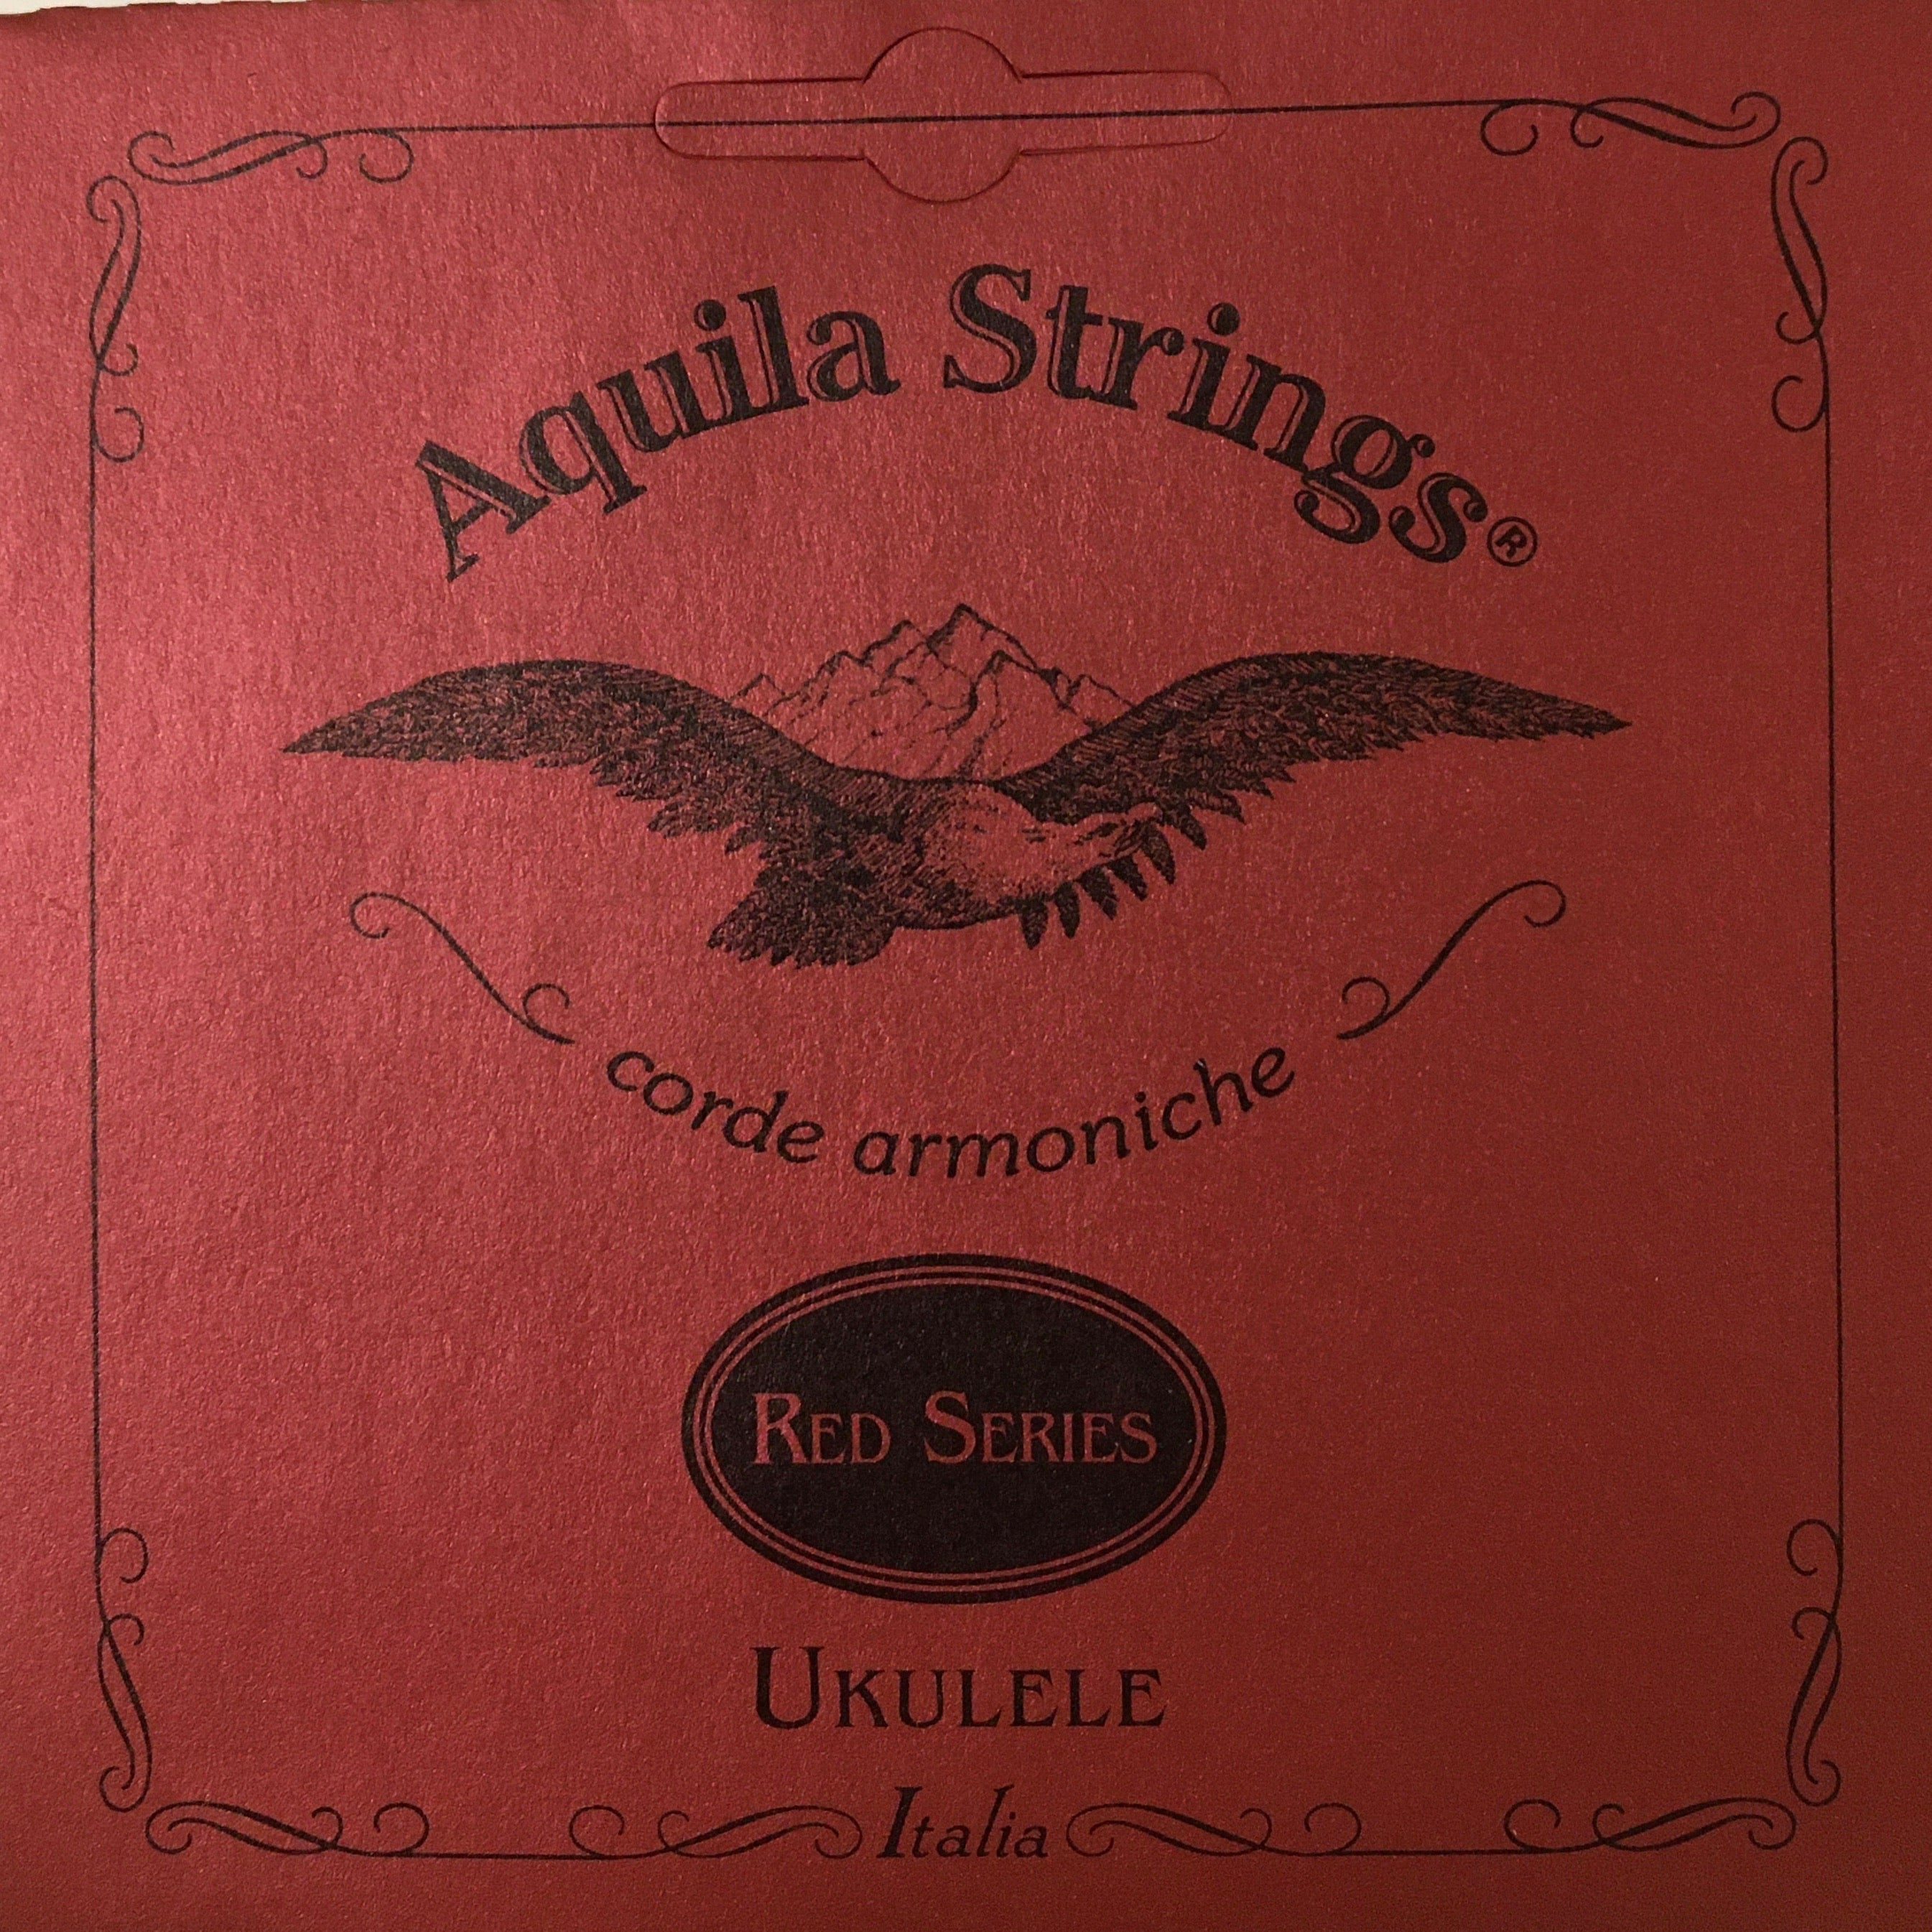 Aquila Strings®
corde armoniche
RED SERIES
UKULELE
Italia